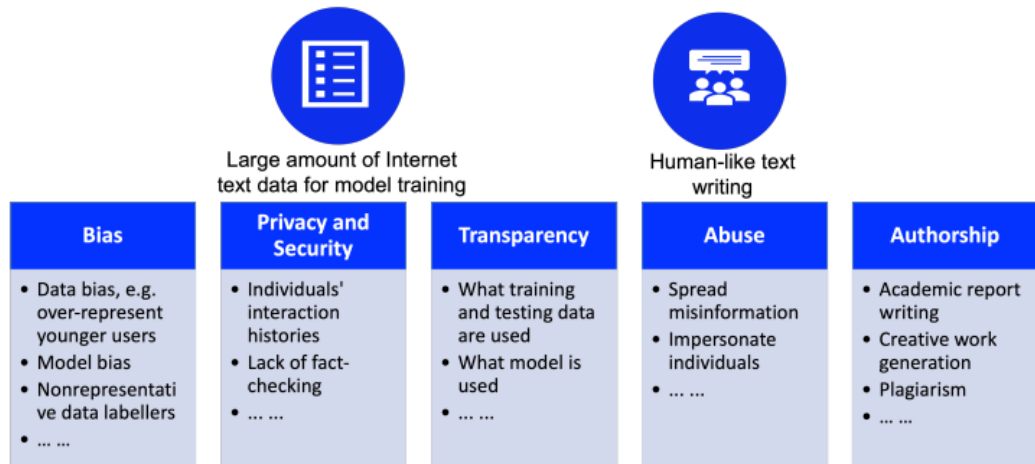 Large amount of Internet
text data for model training
Human-like text
writing
Bias
• Data bias, e.g.
over-represent
younger users
• Model bias
• Nonrepresentati
ve data labellers
• ... ...
Privacy and
Security
• Individuals'
interaction
histories
• Lack of fact-
checking
• ... ...
Transparency
• What training
and testing data
are used
• What model is
used
• ... ...
Abuse
• Spread
misinformation
• Impersonate
individuals
• ... ...
Authorship
• Academic report
writing
• Creative work
generation
• Plagiarism
• ... ...